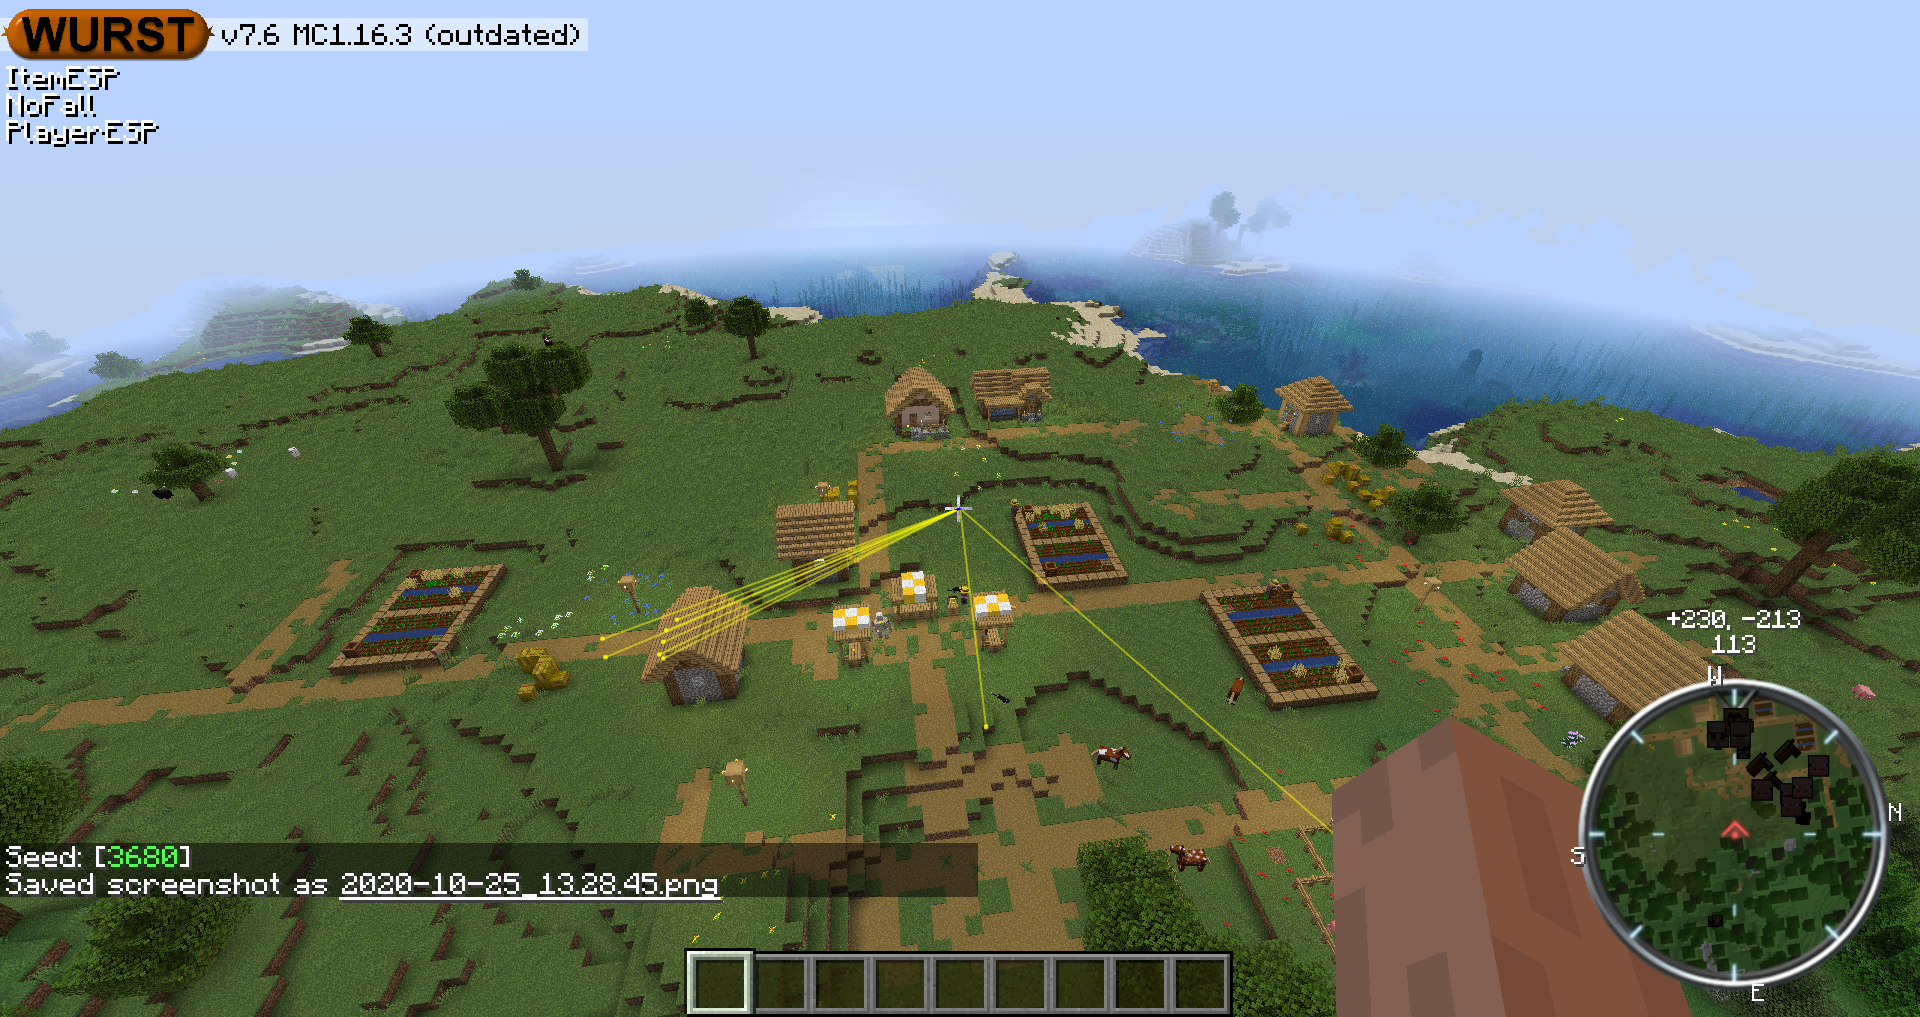 WURST v7.6 MC1.16.3 (outdated)
ItemESP
NoFall
PlayerESP
+230, -213
113
W
N
S
E
Seed: [3680]
Saved screenshot as 2020-10-25_13.28.45.png